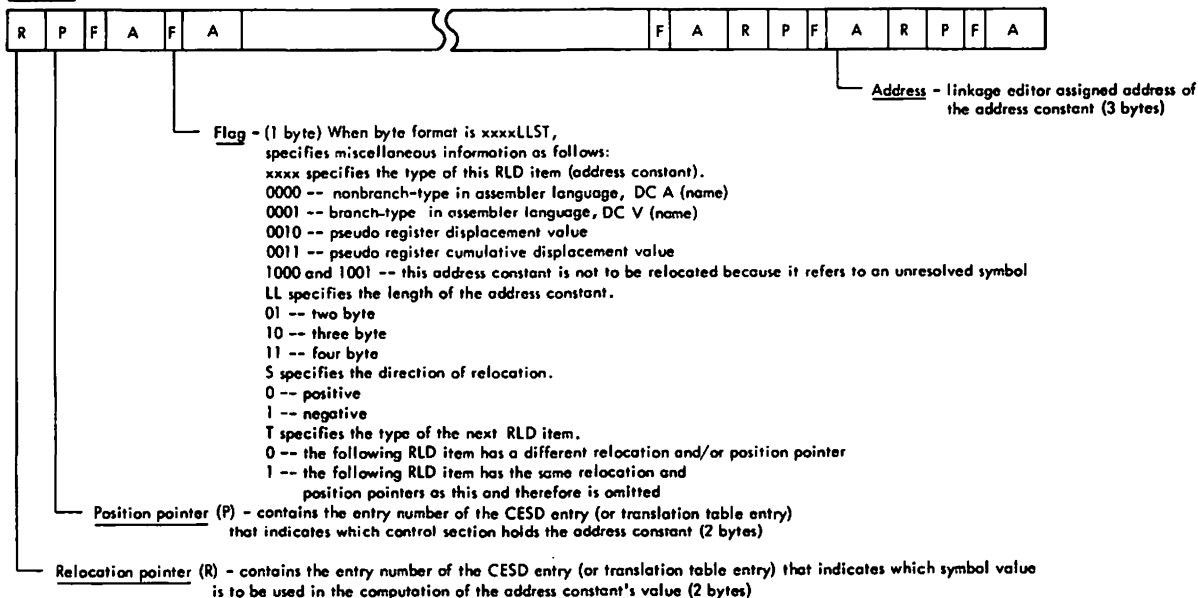 R P F A F A F A R P F A R P F A
Address - linkage editor assigned address of
the address constant (3 bytes)
Flag - (1 byte) When byte format is xxxxLLST,
specifies miscellaneous information as follows:
xxxx specifies the type of this RLD item (address constant).
0000 -- nonbranch-type in assembler language, DC A (name)
0001 -- branch-type in assembler language, DC V (name)
0010 -- pseudo register displacement value
0011 -- pseudo register cumulative displacement value
1000 and 1001 -- this address constant is not to be relocated because it refers to an unresolved symbol
LL specifies the length of the address constant.
01 -- two byte
10 -- three byte
11 -- four byte
S specifies the direction of relocation.
0 -- positive
1 -- negative
T specifies the type of the next RLD item.
0 -- the following RLD item has a different relocation and/or position pointer
1 -- the following RLD item has the same relocation and
position pointers as this and therefore is omitted
Position pointer (P) - contains the entry number of the CESD entry (or translation table entry)
that indicates which control section holds the address constant (2 bytes)
Relocation pointer (R) - contains the entry number of the CESD entry (or translation table entry) that indicates which symbol value
is to be used in the computation of the address constant's value (2 bytes)